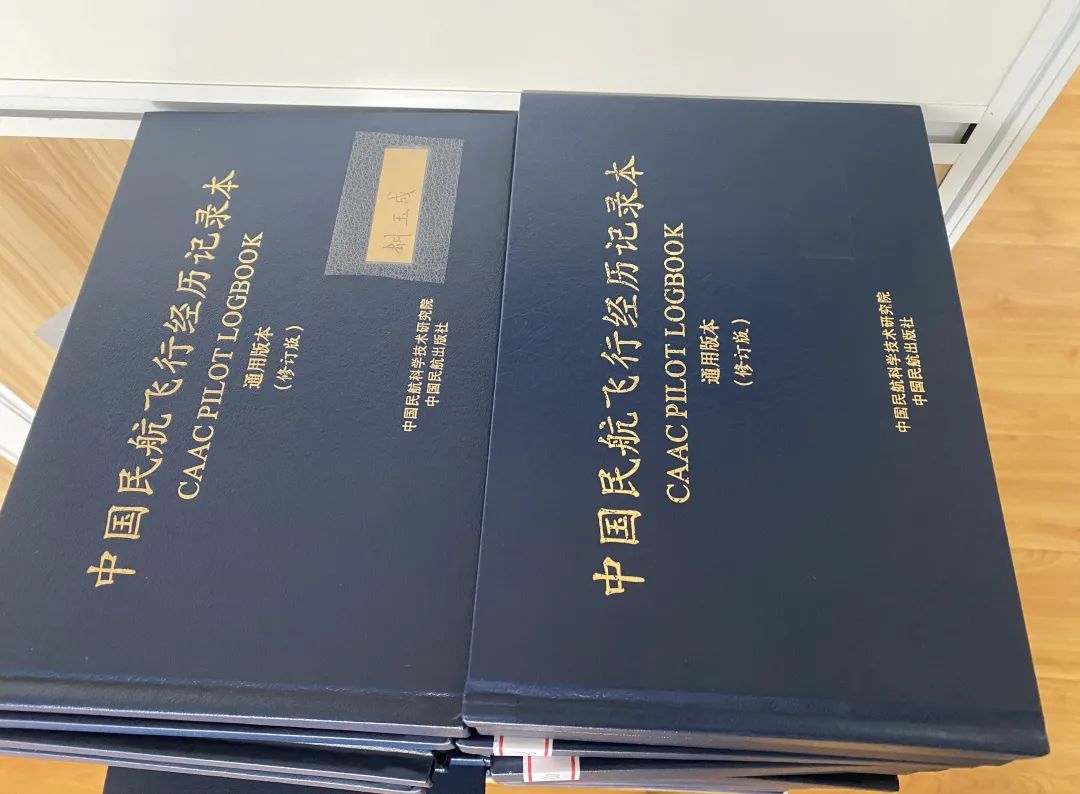 中国民航飞行经历记录本
CAAC PILOT LOGBOOK
通用版本
（修订版）
中国民航科学技术研究院
中国民航出版社
中国民航飞行经历记录本
CAAC PILOT LOGBOOK
通用版本
（修订版）
中国民航科学技术研究院
中国民航出版社